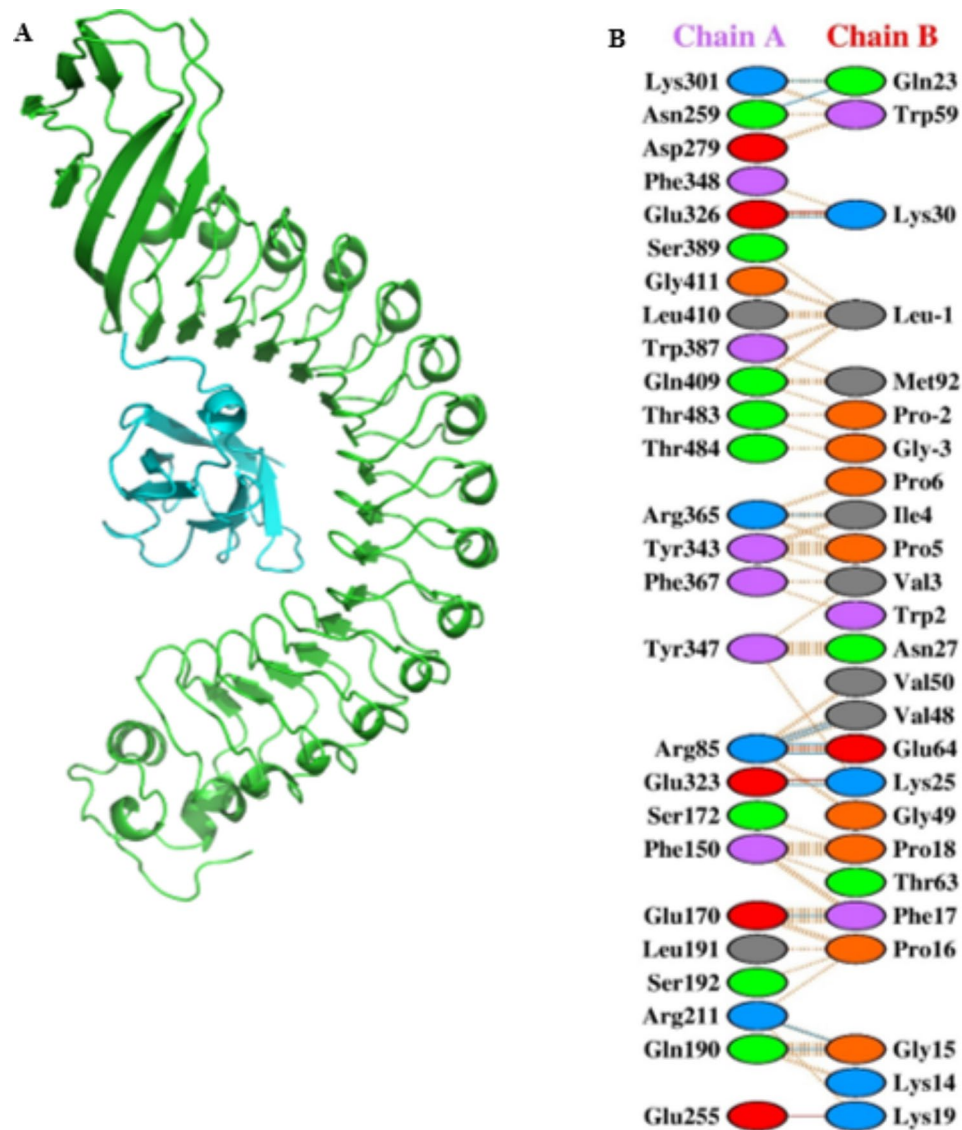 A
B
Chain A Chain B
Lys301 Gln23
Asn259 Trp59
Asp279
Phe348
Glu326 Lys30
Ser389
Gly411
Leu410 Leu-1
Trp387
Gln409 Met92
Thr483 Pro-2
Thr484 Gly-3
Pro6
Arg365 Ile4
Tyr343 Pro5
Phe367 Val3
Trp2
Tyr347 Asn27
Val50
Val48
Arg85 Glu64
Glu323 Lys25
Ser172 Gly49
Phe150 Pro18
Thr63
Glu170 Phe17
Leu191 Pro16
Ser192
Arg211
Gln190 Gly15
Lys14
Glu255 Lys19